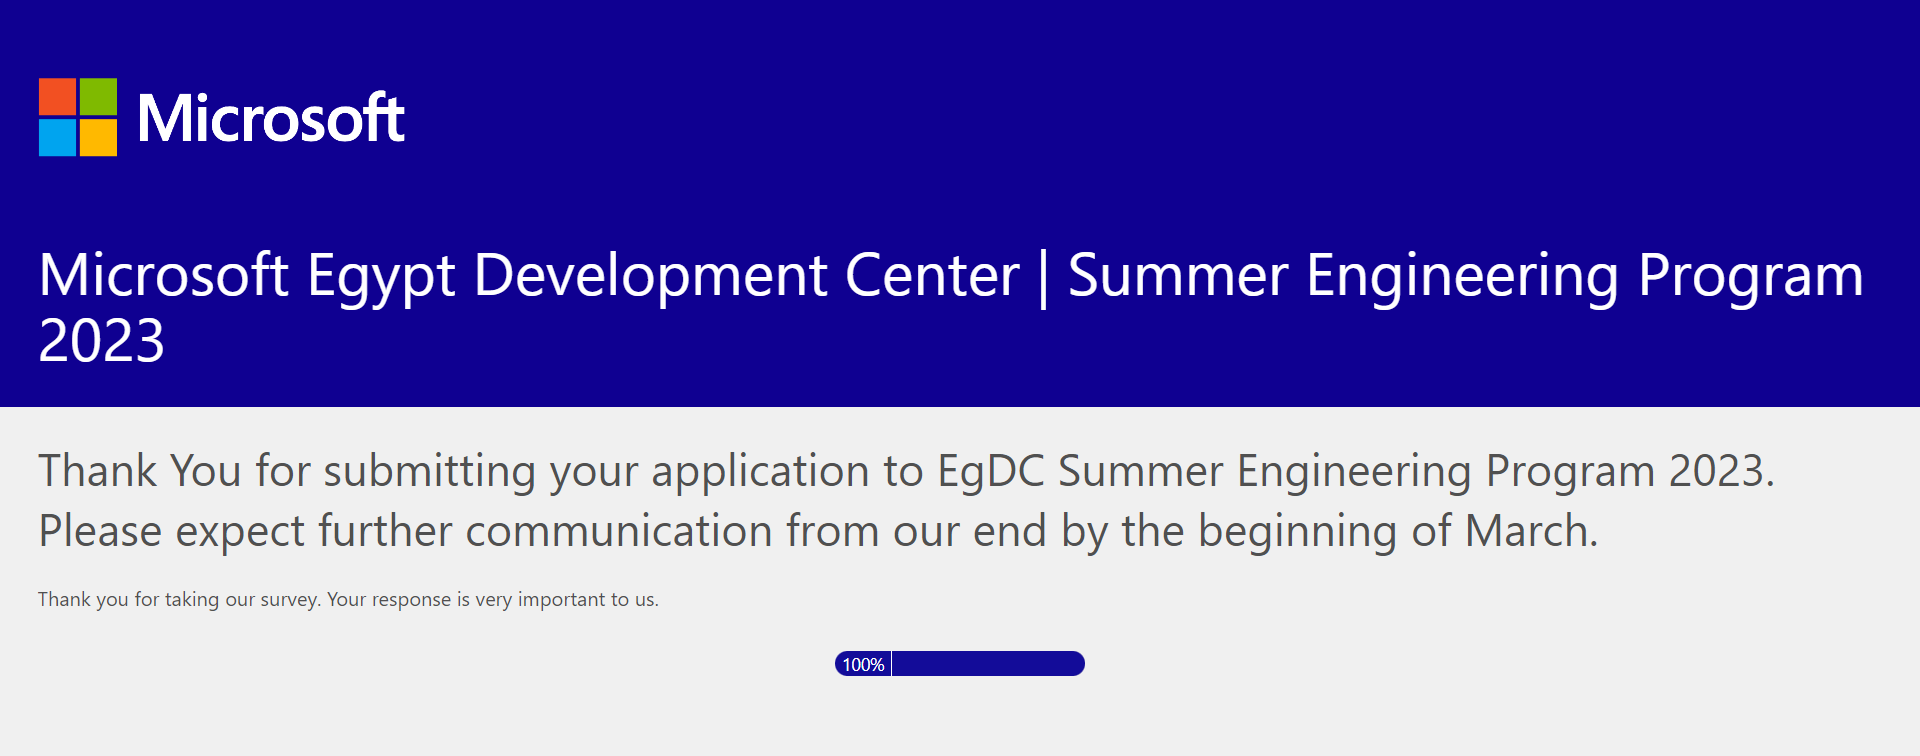 Microsoft
Microsoft Egypt Development Center | Summer Engineering Program
2023
Thank You for submitting your application to EgDC Summer Engineering Program 2023.
Please expect further communication from our end by the beginning of March.
Thank you for taking our survey. Your response is very important to us.
100%